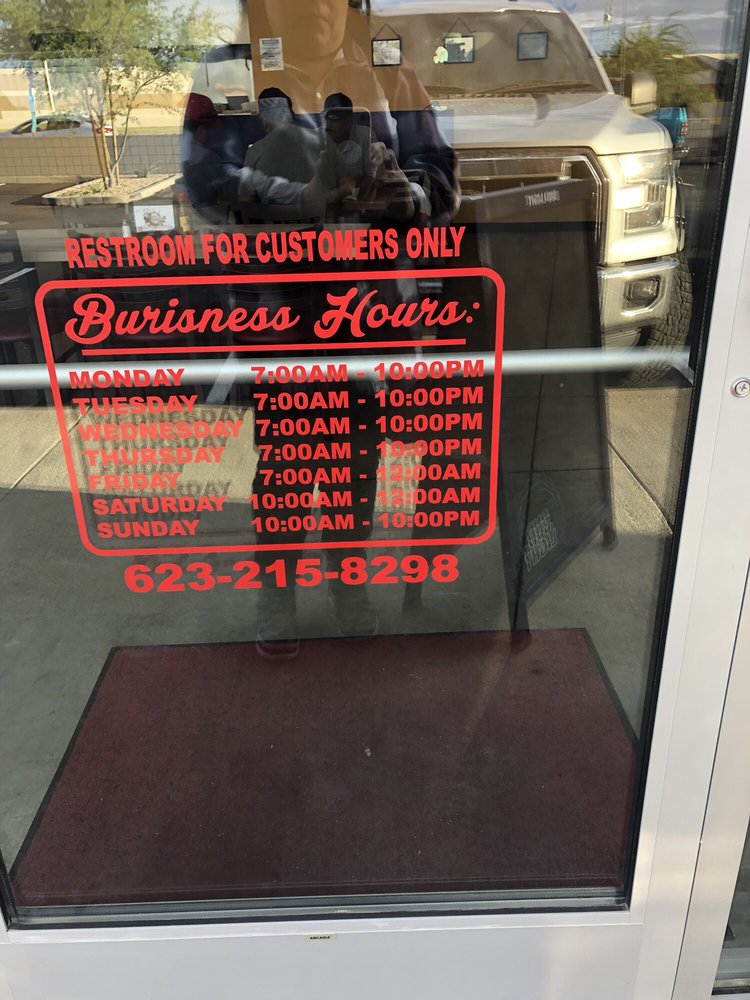 RESTROOM FOR CUSTOMERS ONLY
Burisness Hours:
MONDAY 7:00AM - 10:00PM
TUESDAY 7:00AM - 10:00PM
WEDNESDAY 7:00AM - 10:00PM
THURSDAY 7:00AM - 10:00PM
FRIDAY 7:00AM - 12:00AM
SATURDAY 10:00AM - 12:00AM
SUNDAY 10:00AM - 10:00PM
623-215-8298
ARCADIA